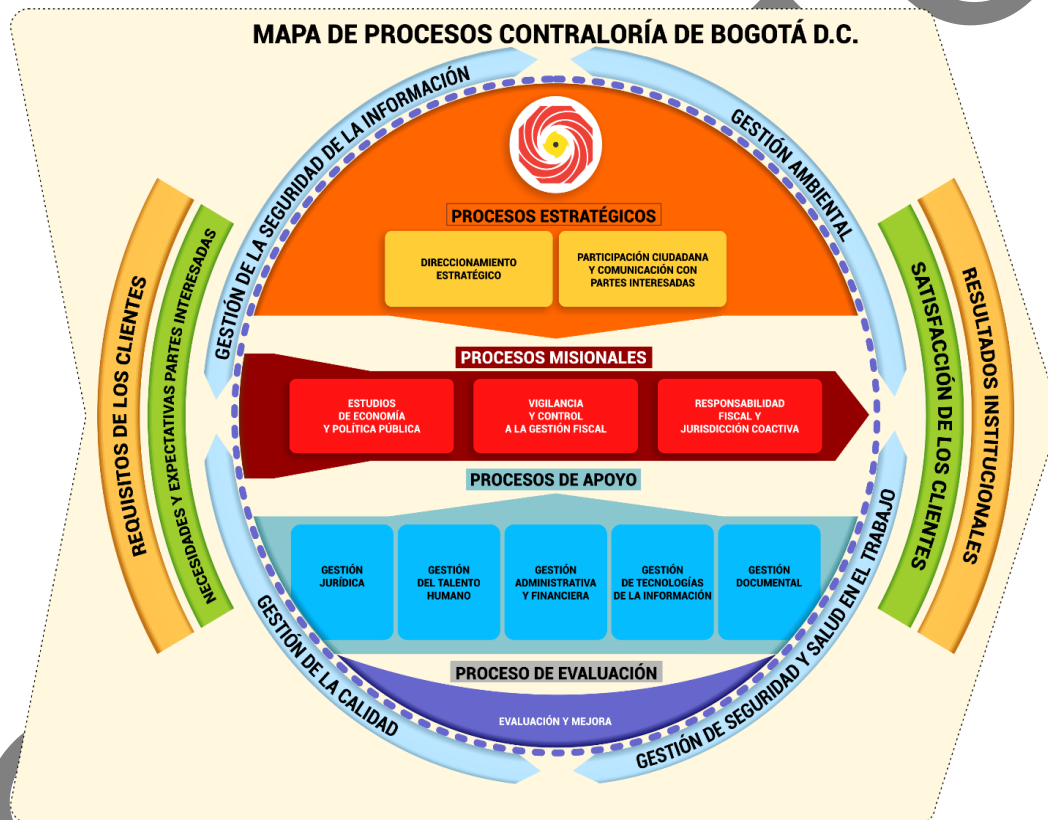 MAPA DE PROCESOS CONTRALORÍA DE BOGOTÁ D.C.
GESTIÓN DE LA SEGURIDAD DE LA INFORMACIÓN
GESTIÓN AMBIENTAL
REQUISITOS DE LOS CLIENTES
NECESIDADES Y EXPECTATIVAS PARTES INTERESADAS
PROCESOS ESTRATÉGICOS
DIRECCIONAMIENTO
ESTRATÉGICO
PARTICIPACIÓN CIUDADANA
Y COMUNICACIÓN CON
PARTES INTERESADAS
PROCESOS MISIONALES
ESTUDIOS
DE ECONOMÍA
Y POLÍTICA PÚBLICA
VIGILANCIA
Y CONTROL
A LA GESTIÓN FISCAL
RESPONSABILIDAD
FISCAL Y
JURISDICCIÓN COACTIVA
PROCESOS DE APOYO
GESTIÓN
JURÍDICA
GESTIÓN
DEL TALENTO
HUMANO
GESTIÓN
ADMINISTRATIVA
Y FINANCIERA
GESTIÓN
DE TECNOLOGÍAS
DE LA INFORMACIÓN
GESTIÓN
DOCUMENTAL
PROCESO DE EVALUACIÓN
EVALUACIÓN Y MEJORA
GESTIÓN DE LA CALIDAD
GESTIÓN DE SEGURIDAD Y SALUD EN EL TRABAJO
SATISFACCIÓN DE LOS CLIENTES
RESULTADOS INSTITUCIONALES